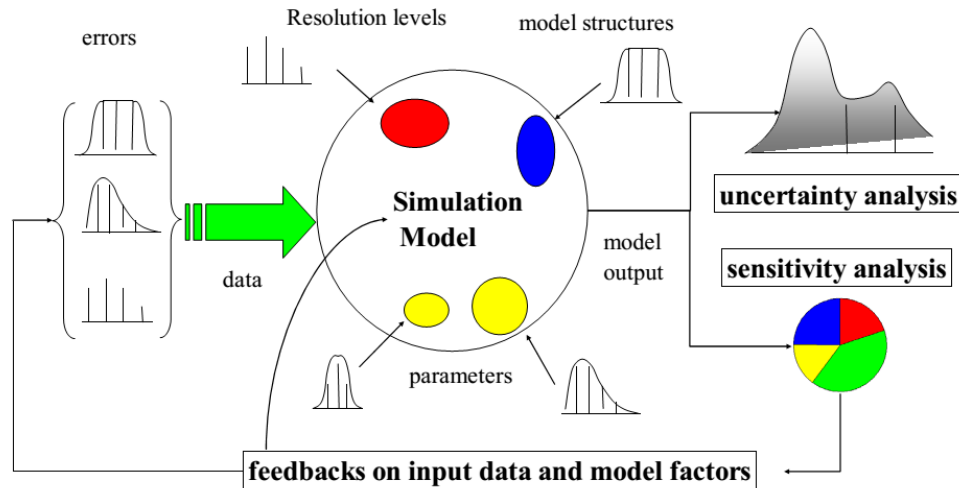 Resolution levels
model structures
errors
Simulation
Model
uncertainty analysis
model
output
data
sensitivity analysis
parameters
feedbacks on input data and model factors